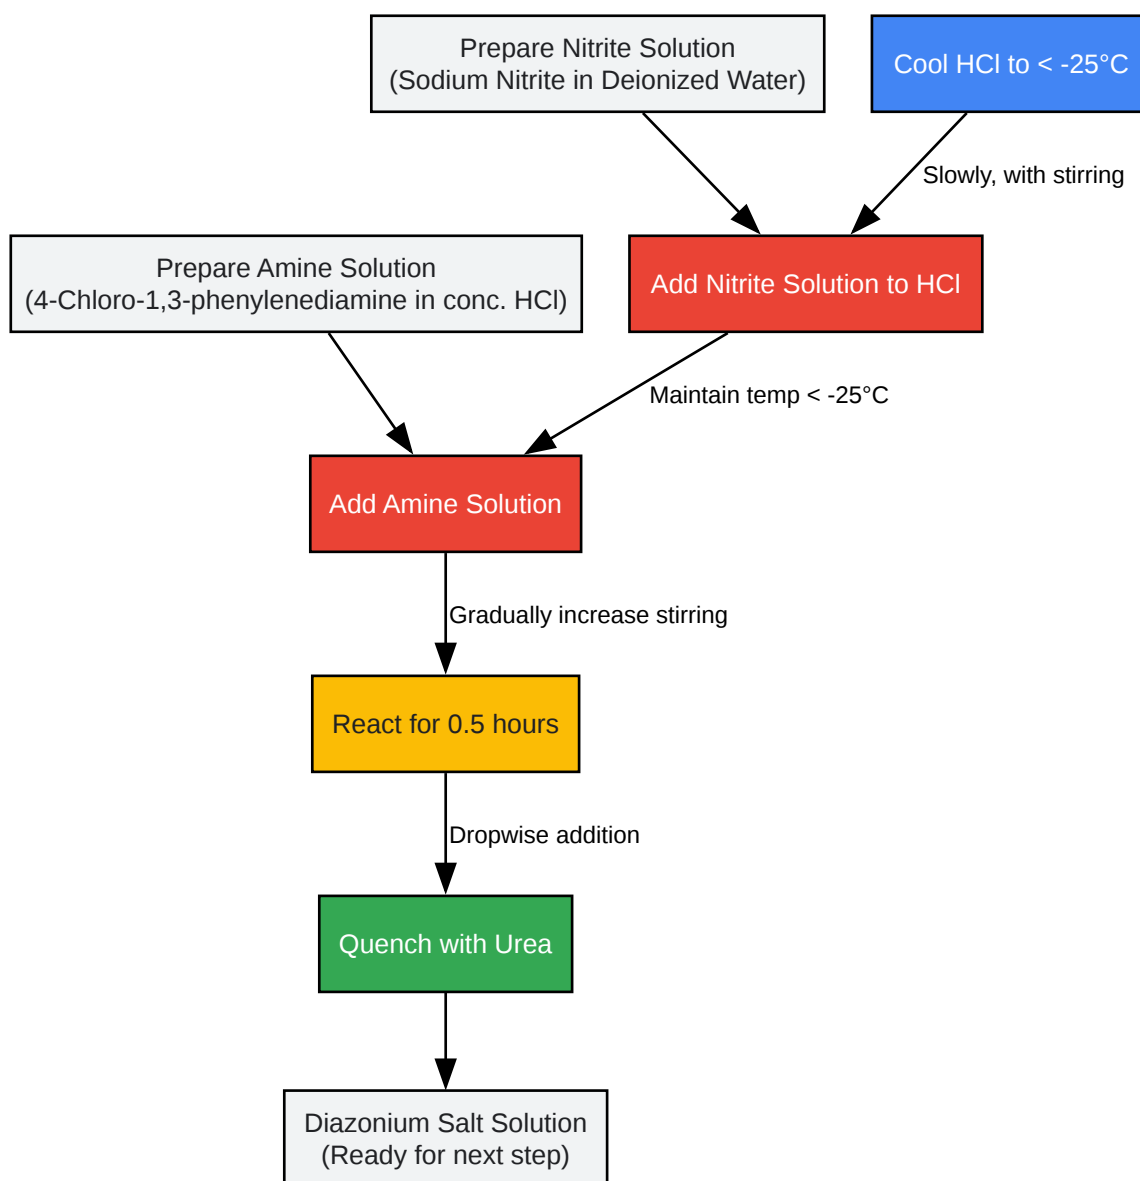 Prepare Nitrite Solution
(Sodium Nitrite in Deionized Water)
Cool HCl to < -25°C
Slowly, with stirring
Prepare Amine Solution
(4-Chloro-1,3-phenylenediamine in conc. HCl)
Add Nitrite Solution to HCl
Maintain temp < -25°C
Add Amine Solution
Gradually increase stirring
React for 0.5 hours
Dropwise addition
Quench with Urea
Diazonium Salt Solution
(Ready for next step)